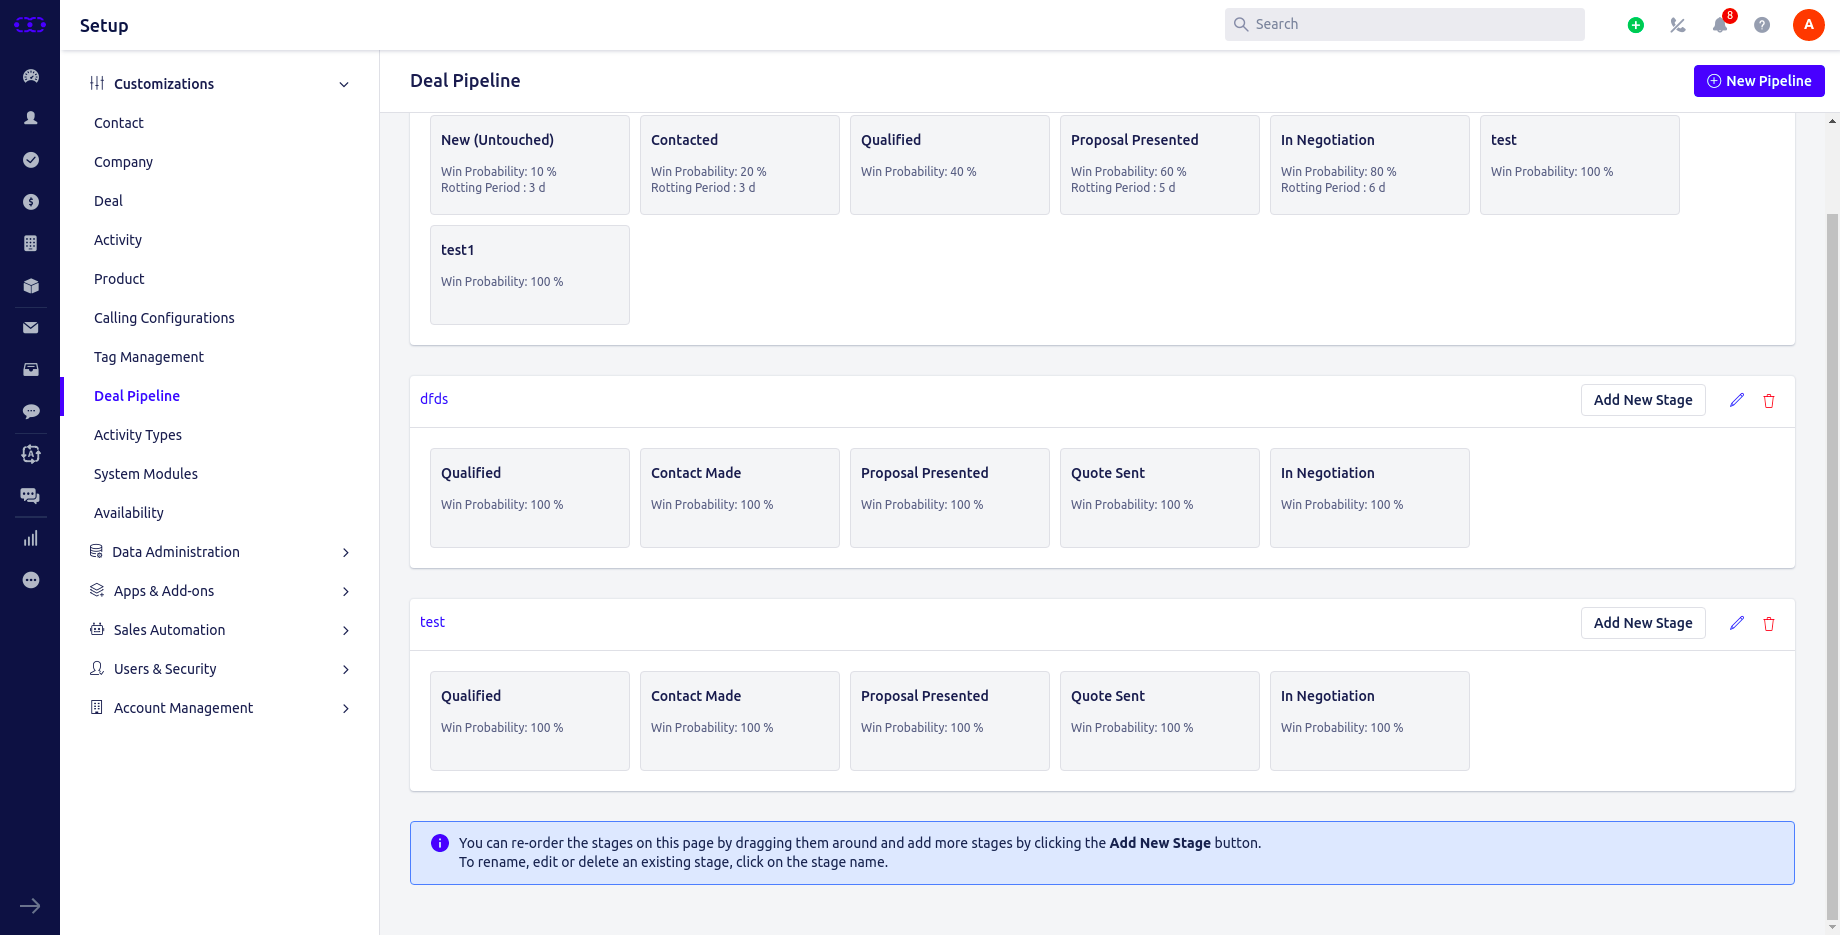 Setup
Search
8
A
Customizations
Contact
Company
Deal
Activity
Product
Calling Configurations
Tag Management
Deal Pipeline
Activity Types
System Modules
Availability
Data Administration
Apps & Add-ons
Sales Automation
Users & Security
Account Management
Deal Pipeline
New Pipeline
New (Untouched)
Win Probability: 10 %
Rotting Period : 3 d
Contacted
Win Probability: 20 %
Rotting Period : 3 d
Qualified
Win Probability: 40 %
Proposal Presented
Win Probability: 60 %
Rotting Period : 5 d
In Negotiation
Win Probability: 80 %
Rotting Period : 6 d
test
Win Probability: 100 %
test1
Win Probability: 100 %
dfds
Add New Stage
Qualified
Win Probability: 100 %
Contact Made
Win Probability: 100 %
Proposal Presented
Win Probability: 100 %
Quote Sent
Win Probability: 100 %
In Negotiation
Win Probability: 100 %
test
Add New Stage
Qualified
Win Probability: 100 %
Contact Made
Win Probability: 100 %
Proposal Presented
Win Probability: 100 %
Quote Sent
Win Probability: 100 %
In Negotiation
Win Probability: 100 %
You can re-order the stages on this page by dragging them around and add more stages by clicking the Add New Stage button.
To rename, edit or delete an existing stage, click on the stage name.